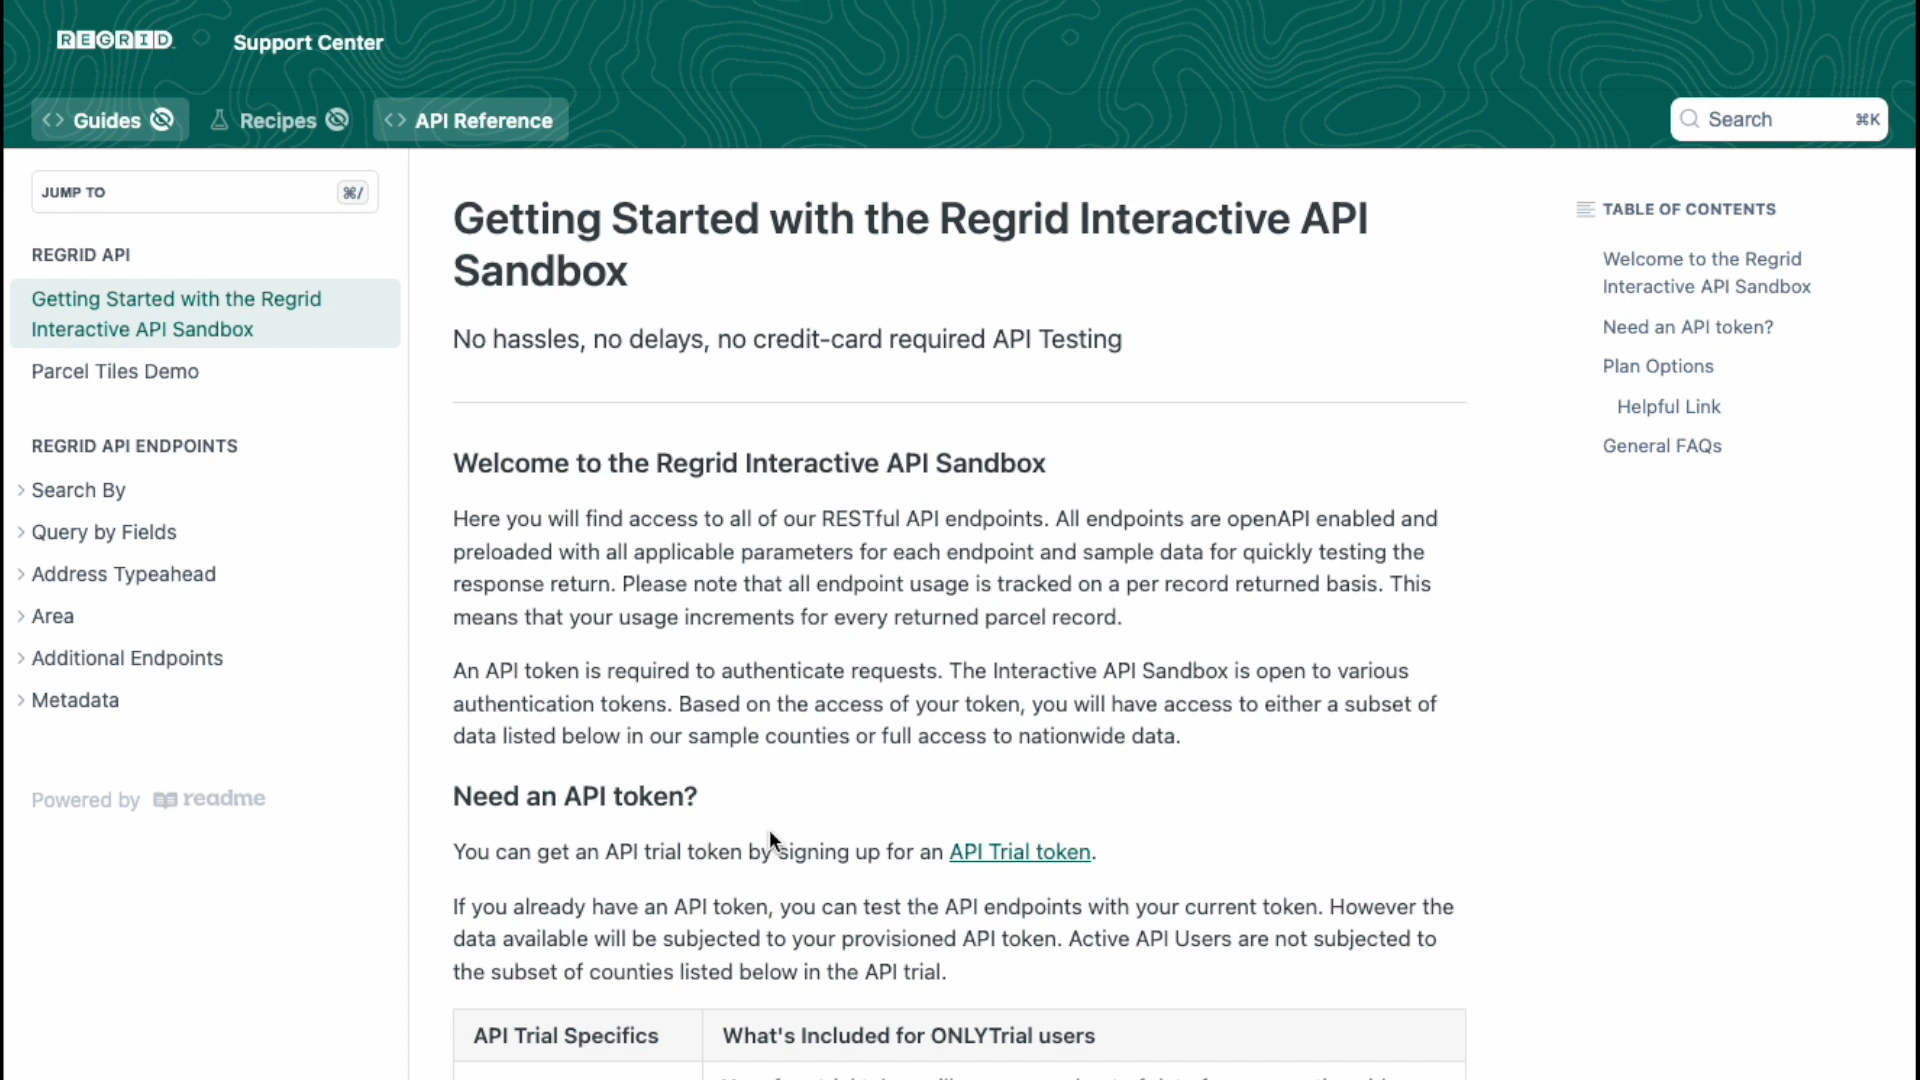 REGRID
Support Center
<> Guides
Recipes
<> API Reference
Search ⌘K
JUMP TO ⌘/
REGRID API
Getting Started with the Regrid
Interactive API Sandbox
Parcel Tiles Demo
REGRID API ENDPOINTS
> Search By
> Query by Fields
> Address Typeahead
> Area
> Additional Endpoints
> Metadata
Powered by readme
Getting Started with the Regrid Interactive API
Sandbox
No hassles, no delays, no credit-card required API Testing
Welcome to the Regrid Interactive API Sandbox
Here you will find access to all of our RESTful API endpoints. All endpoints are openAPI enabled and
preloaded with all applicable parameters for each endpoint and sample data for quickly testing the
response return. Please note that all endpoint usage is tracked on a per record returned basis. This
means that your usage increments for every returned parcel record.
An API token is required to authenticate requests. The Interactive API Sandbox is open to various
authentication tokens. Based on the access of your token, you will have access to either a subset of
data listed below in our sample counties or full access to nationwide data.
Need an API token?
You can get an API trial token by signing up for an API Trial token.
If you already have an API token, you can test the API endpoints with your current token. However the
data available will be subjected to your provisioned API token. Active API Users are not subjected to
the subset of counties listed below in the API trial.
API Trial Specifics
What's Included for ONLYTrial users
TABLE OF CONTENTS
Welcome to the Regrid
Interactive API Sandbox
Need an API token?
Plan Options
Helpful Link
General FAQs